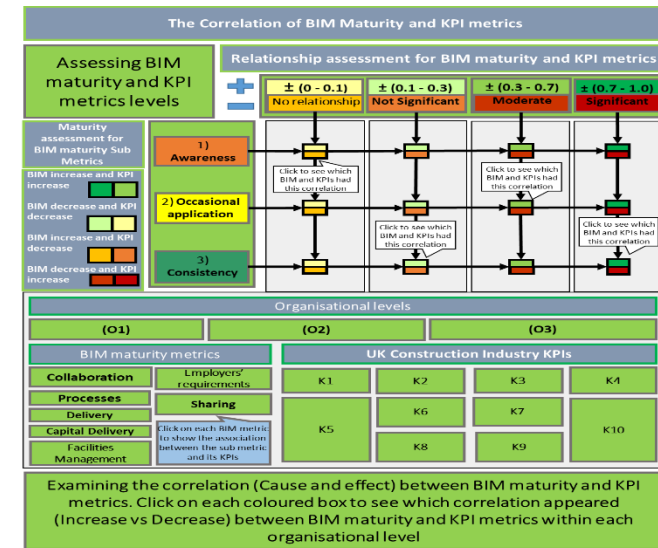 The Correlation of BIM Maturity and KPI metrics
Assessing BIM
maturity and KPI
metrics levels
Relationship assessment for BIM maturity and KPI metrics
± (0 - 0.1)
No relationship
± (0.1 - 0.3)
Not Significant
± (0.3 - 0.7)
Moderate
± (0.7 - 1.0)
Significant
Maturity
assessment for
BIM maturity Sub
Metrics
BIM increase and KPI
increase
BIM decrease and KPI
decrease
BIM increase and KPI
decrease
BIM decrease and KPI
increase
1)
Awareness
2) Occasional
application
3)
Consistency
Click to see which
BIM and KPIs had
this correlation
Click to see which
BIM and KPIs had
this correlation
Click to see which
BIM and KPIs had
this correlation
Click to see which
BIM and KPIs had
this correlation
Organisational levels
(O1)
(O2)
(O3)
BIM maturity metrics
Collaboration
Processes
Delivery
Capital Delivery
Facilities
Management
Employers'
requirements
Sharing
Click on each BIM metric
to show the association
between the sub metric
and its KPIs
UK Construction Industry KPIs
K1
K2
K3
K4
K5
K6
K7
K8
K9
K10
Examining the correlation (Cause and effect) between BIM maturity and KPI
metrics. Click on each coloured box to see which correlation appeared
(Increase vs Decrease) between BIM maturity and KPI metrics within each
organisational level